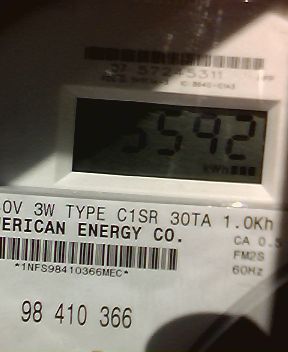 57245311
5592
kWh
0V 3W TYPE C1SR 30TA 1.0Kh
ERICAN ENERGY CO.
CA 0.5
*1NFS98410366MEC*
FM2S
60Hz
98 410 366